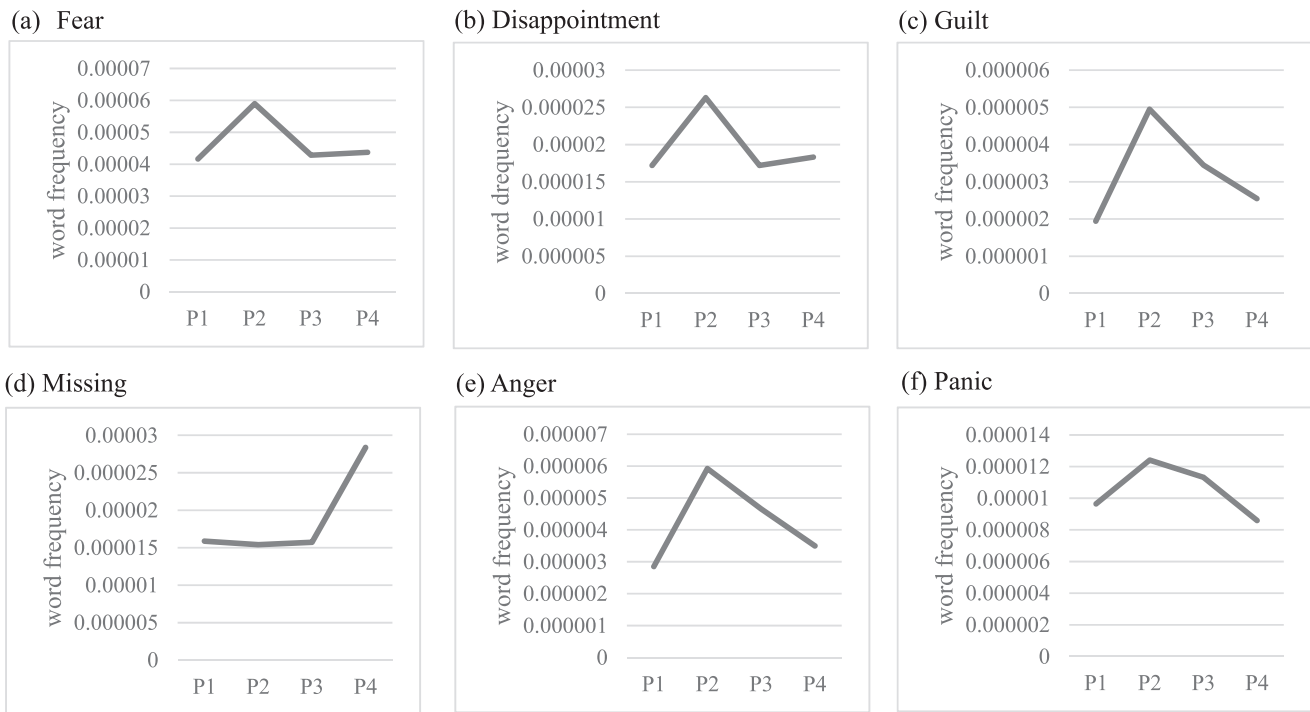 (a) Fear
word frequency
0.00007
0.00006
0.00005
0.00004
0.00003
0.00002
0.00001
0
P1 P2 P3 P4
(b) Disappointment
word drequency
0.00003
0.000025
0.00002
0.000015
0.00001
0.000005
0
P1 P2 P3 P4
(c) Guilt
word frequency
0.000006
0.000005
0.000004
0.000003
0.000002
0.000001
0
P1 P2 P3 P4
(d) Missing
word frequency
0.00003
0.000025
0.00002
0.000015
0.00001
0.000005
0
P1 P2 P3 P4
(e) Anger
word frequency
0.000007
0.000006
0.000005
0.000004
0.000003
0.000002
0.000001
0
P1 P2 P3 P4
(f) Panic
word frequency
0.000014
0.000012
0.00001
0.000008
0.000006
0.000004
0.000002
0
P1 P2 P3 P4